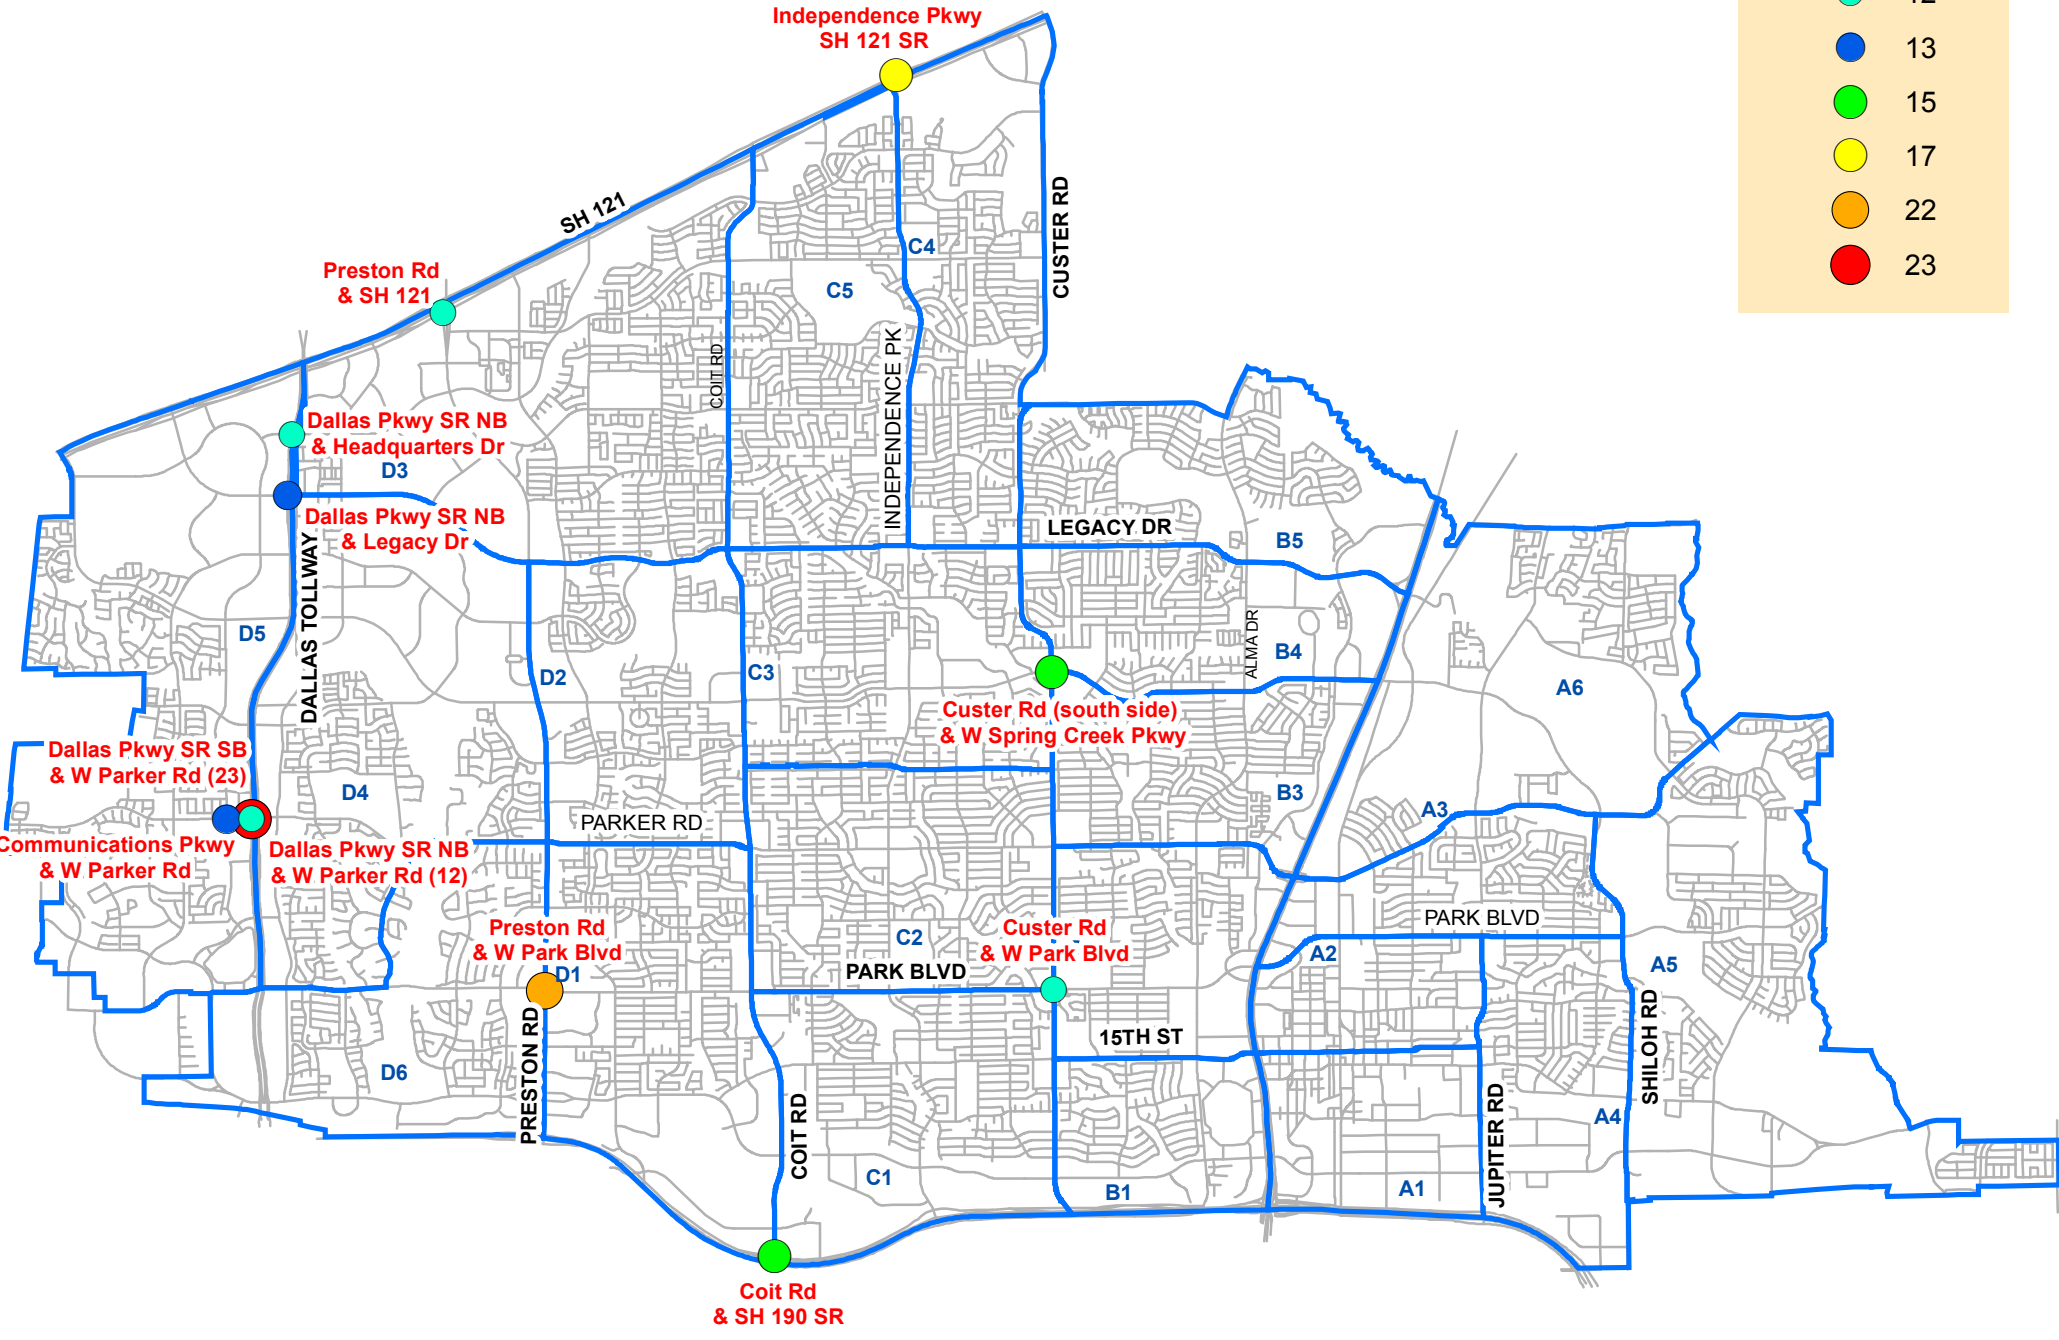 Independence Pkwy
SH 121 SR
12
13
15
17
22
23
SH 121
CUSTER RD
C4
C5
Preston Rd
& SH 121
COIT RD
INDEPENDENCE PK
Dallas Pkwy SR NB
& Headquarters Dr
D3
Dallas Pkwy SR NB
& Legacy Dr
LEGACY DR
B5
DALLAS TOLLWAY
D5
D2
C3
ALMA DR
B4
A6
Custer Rd (south side)
& W Spring Creek Pkwy
Dallas Pkwy SR SB
& W Parker Rd (23)
D4
B3
A3
PARKER RD
Communications Pkwy
& W Parker Rd
Dallas Pkwy SR NB
& W Parker Rd (12)
Preston Rd
& W Park Blvd
D1
C2
PARK BLVD
Custer Rd
& W Park Blvd
PARK BLVD
A2
A5
15TH ST
PRESTON RD
D6
COIT RD
C1
B1
A1
JUPITER RD
A4
SHILOH RD
Coit Rd
& SH 190 SR